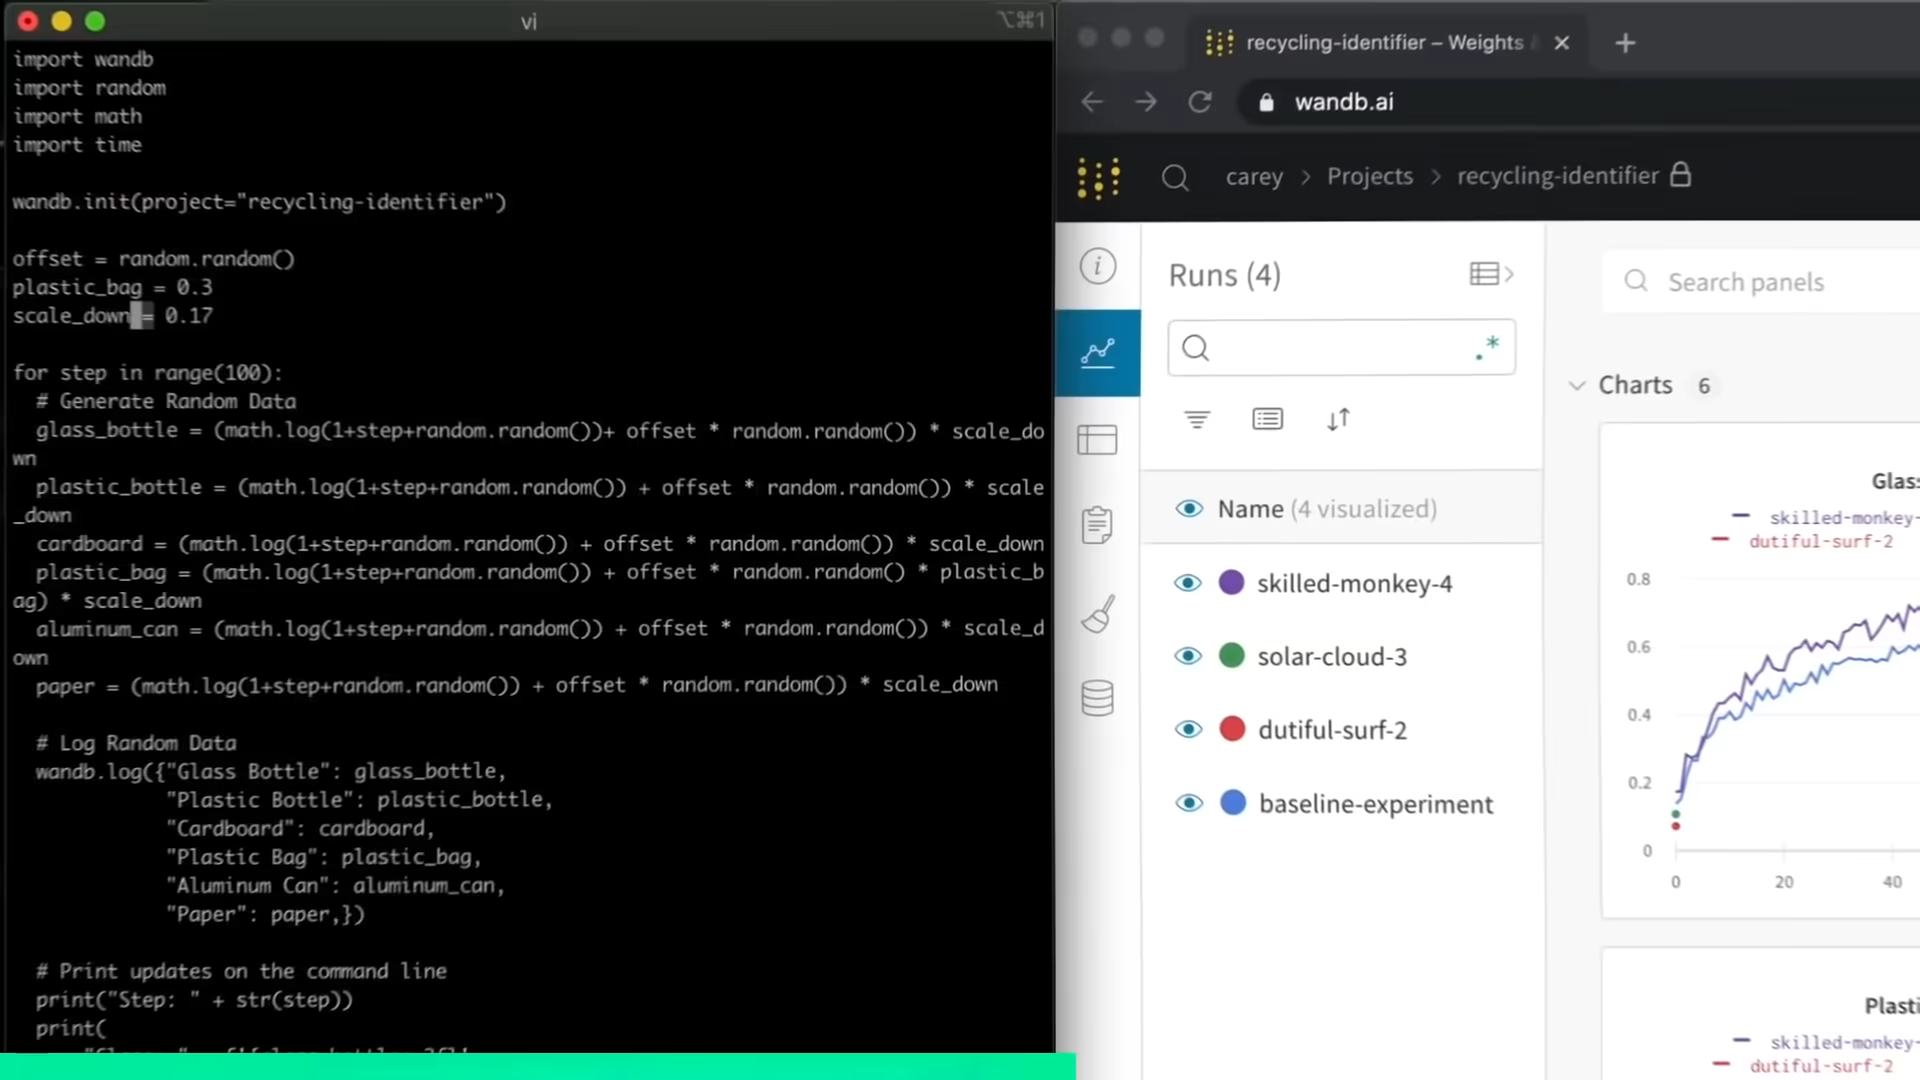 vi
⌥⌘1
import wandb
import random
import math
import time
wandb.init(project="recycling-identifier")
offset = random.random()
plastic_bag = 0.3
scale_down = 0.17
for step in range(100):
# Generate Random Data
glass_bottle = (math.log(1+step+random.random())+ offset * random.random()) * scale_do
wn
plastic_bottle = (math.log(1+step+random.random()) + offset * random.random()) * scale
_down
cardboard = (math.log(1+step+random.random()) + offset * random.random()) * scale_down
plastic_bag = (math.log(1+step+random.random()) + offset * random.random() * plastic_b
ag) * scale_down
aluminum_can = (math.log(1+step+random.random()) + offset * random.random()) * scale_d
own
paper = (math.log(1+step+random.random()) + offset * random.random()) * scale_down
# Log Random Data
wandb.log({"Glass Bottle": glass_bottle,
"Plastic Bottle": plastic_bottle,
"Cardboard": cardboard,
"Plastic Bag": plastic_bag,
"Aluminum Can": aluminum_can,
"Paper": paper,})
# Print updates on the command line
print("Step: " + str(step))
print(
recycling-identifier – Weights
wandb.ai
carey > Projects > recycling-identifier
Runs (4)
.*
Name (4 visualized)
skilled-monkey-4
solar-cloud-3
dutiful-surf-2
baseline-experiment
Search panels
Charts 6
Glas
skilled-monkey-
dutiful-surf-2
0.8
0.6
0.4
0.2
0
0 20 40
Plasti
skilled-monkey-
dutiful-surf-2